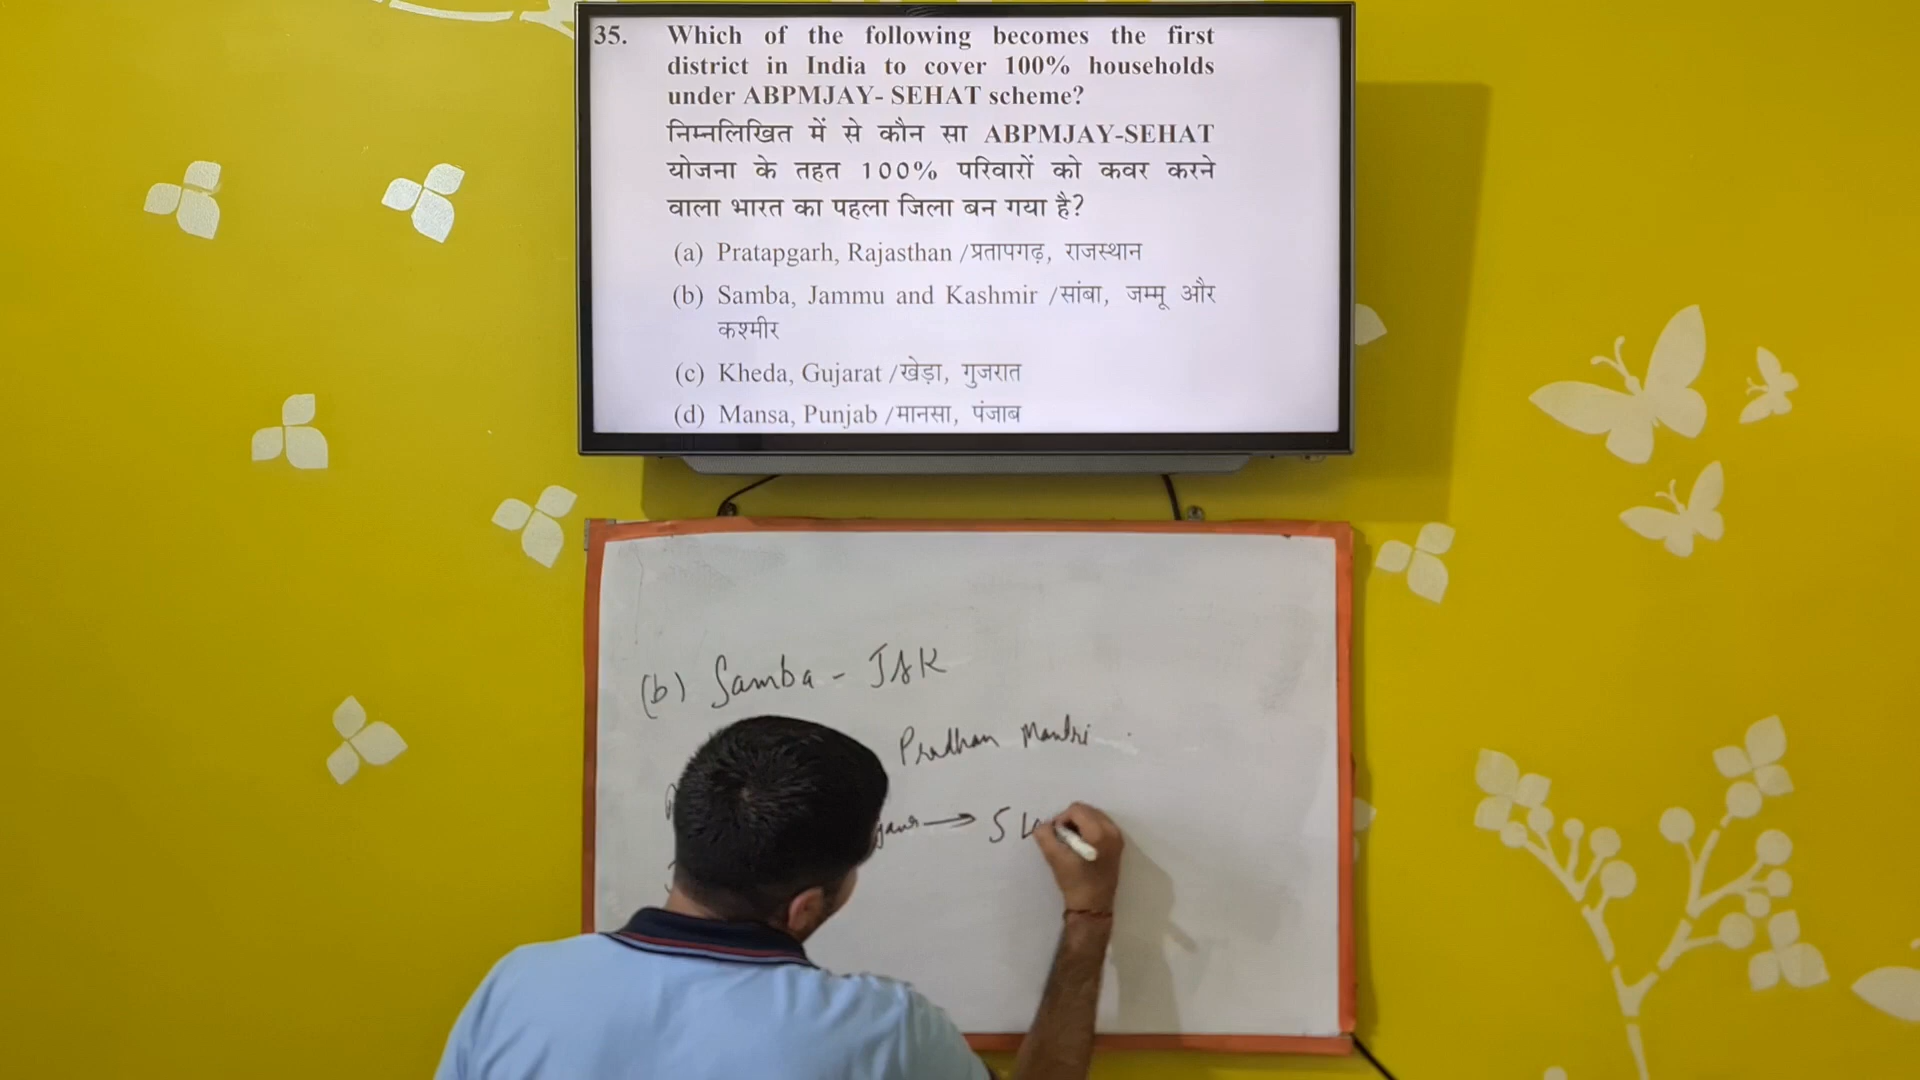 35. Which of the following becomes the first
district in India to cover 100% households
under ABPMJAY- SEHAT scheme?
निम्नलिखित में से कौन सा ABPMJAY-SEHAT
योजना के तहत 100% परिवारों को कवर करने
वाला भारत का पहला जिला बन गया है?
(a) Pratapgarh, Rajasthan /प्रतापगढ़, राजस्थान
(b) Samba, Jammu and Kashmir /सांबा, जम्मू और
कश्मीर
(c) Kheda, Gujarat /खेड़ा, गुजरात
(d) Mansa, Punjab /मानसा, पंजाब
(b) Samba - J&K
Pradhan Mantri
→ 5